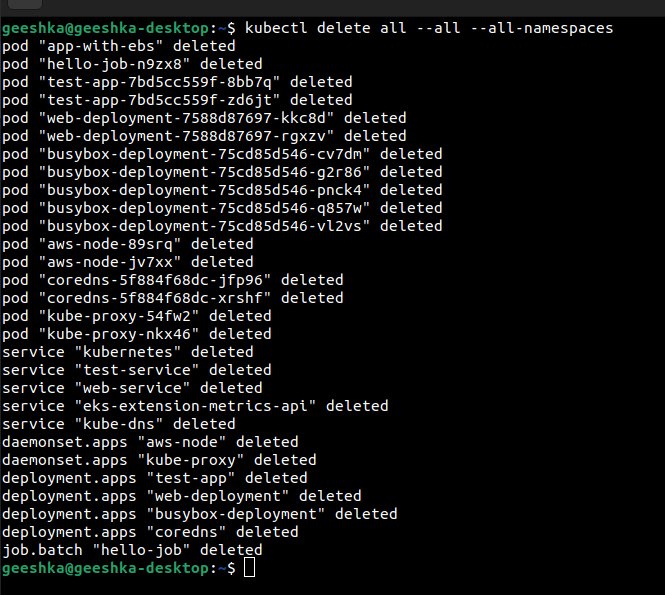 geeshka@geeshka-desktop:~$ kubectl delete all --all --all-namespaces
pod "app-with-ebs" deleted
pod "hello-job-n9zx8" deleted
pod "test-app-7bd5cc559f-8bb7q" deleted
pod "test-app-7bd5cc559f-zd6jt" deleted
pod "web-deployment-7588d87697-kkc8d" deleted
pod "web-deployment-7588d87697-rgxzv" deleted
pod "busybox-deployment-75cd85d546-cv7dm" deleted
pod "busybox-deployment-75cd85d546-g2r86" deleted
pod "busybox-deployment-75cd85d546-pnck4" deleted
pod "busybox-deployment-75cd85d546-q857w" deleted
pod "busybox-deployment-75cd85d546-vl2vs" deleted
pod "aws-node-89srq" deleted
pod "aws-node-jv7xx" deleted
pod "coredns-5f884f68dc-jfp96" deleted
pod "coredns-5f884f68dc-xrshf" deleted
pod "kube-proxy-54fw2" deleted
pod "kube-proxy-nkx46" deleted
service "kubernetes" deleted
service "test-service" deleted
service "web-service" deleted
service "eks-extension-metrics-api" deleted
service "kube-dns" deleted
daemonset.apps "aws-node" deleted
daemonset.apps "kube-proxy" deleted
deployment.apps "test-app" deleted
deployment.apps "web-deployment" deleted
deployment.apps "busybox-deployment" deleted
deployment.apps "coredns" deleted
job.batch "hello-job" deleted
geeshka@geeshka-desktop:~$